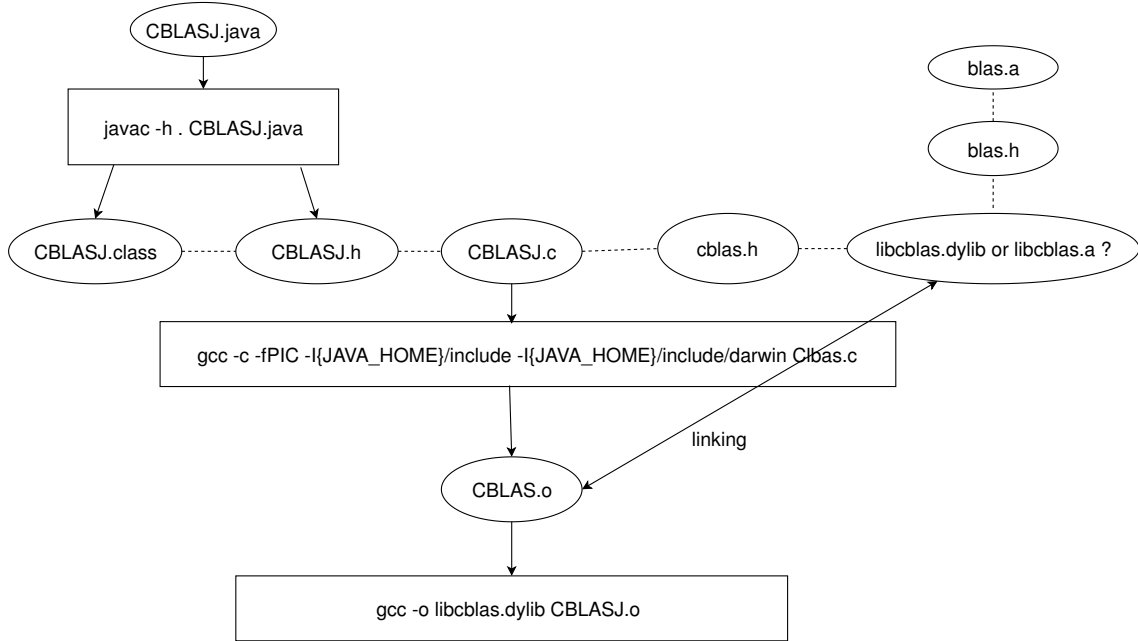 CBLASJ.java
blas.a
javac -h . CBLASJ.java
blas.h
CBLASJ.class
CBLASJ.h
CBLASJ.c
cblas.h
libcblas.dylib or libcblas.a ?
gcc -c -fPIC -I{JAVA_HOME}/include -I{JAVA_HOME}/include/darwin Clbas.c
linking
CBLAS.o
gcc -o libcblas.dylib CBLASJ.o